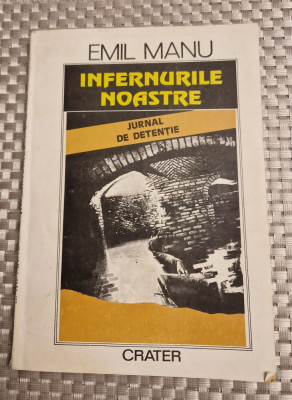 EMIL MANU
INFERNURILE
NOASTRE
JURNAL
DE DETENȚIE
CRATER